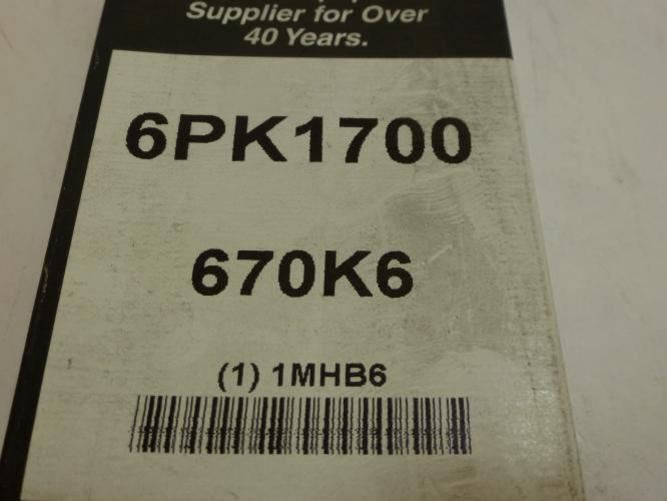 Supplier for Over
40 Years.
6PK1700
670K6
(1) 1MHB6